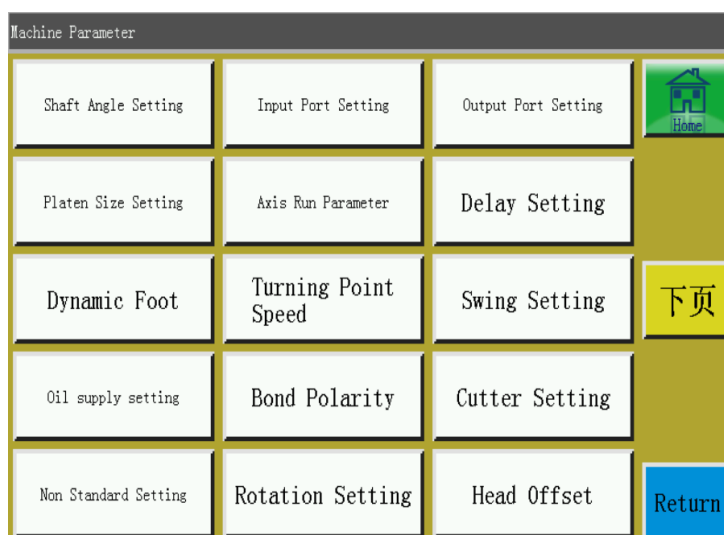 Machine Parameter
Shaft Angle Setting
Input Port Setting
Output Port Setting
Home
Platen Size Setting
Axis Run Parameter
Delay Setting
Dynamic Foot
Turning Point
Speed
Swing Setting
下页
Oil supply setting
Bond Polarity
Cutter Setting
Non Standard Setting
Rotation Setting
Head Offset
Return